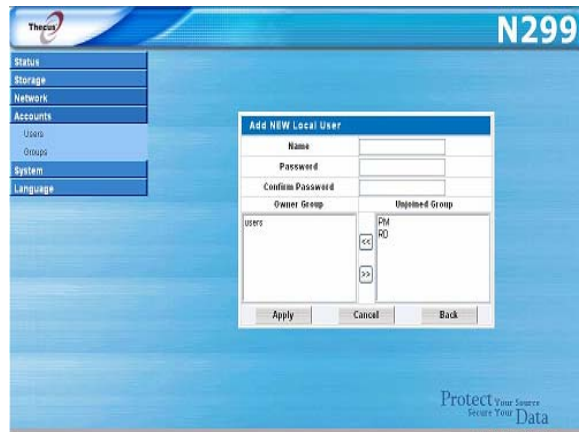 Thecus
N299
Status
Storage
Network
Accounts
Users
Groups
System
Language
Add NEW Local User
Name
Password
Confirm Password
Owner Group Unjoined Group
users
PM
RD
<<
>>
Apply Cancel Back
Protect Your Source
Secure Your Data